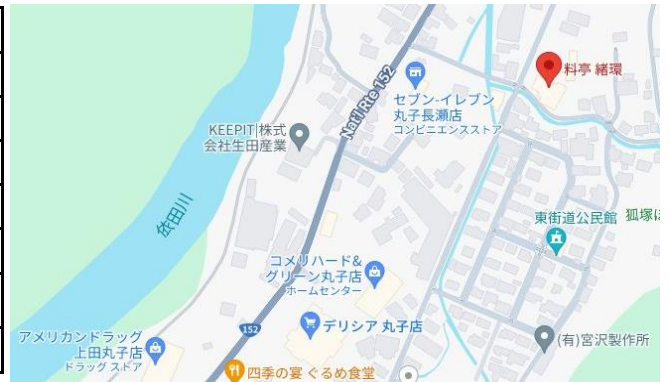 料亭 緒環
セブン-イレブン
丸子長瀬店
コンビニエンスストア
Nat'l Rte 152
KEEPIT|株式
会社生田産業
依田川
東街道公民館
狐塚ほ
コメリハード&
グリーン丸子店
ホームセンター
152
デリシア 丸子店
アメリカンドラッグ
上田丸子店
ドラッグ ストア
(有)宮沢製作所
四季の宴 ぐるめ食堂